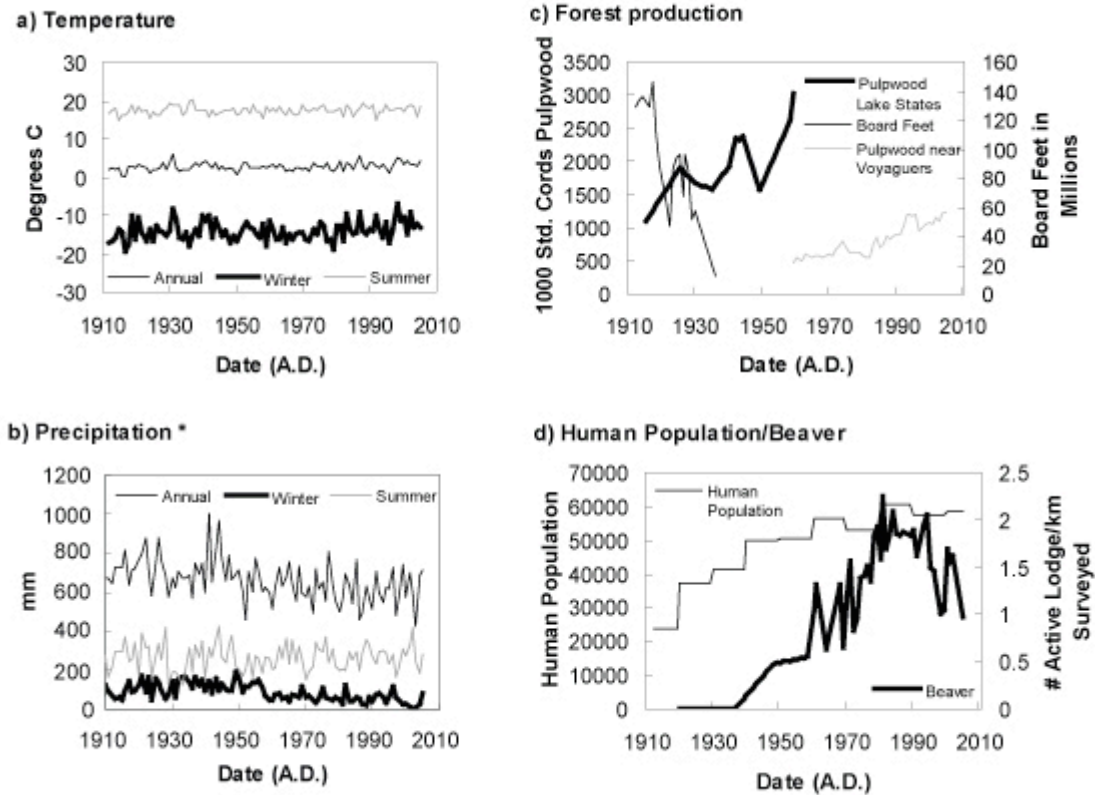 a) Temperature
30
20
10
0
-10
-20
-30
Degrees C
Annual Winter Summer
1910 1930 1950 1970 1990 2010
Date (A.D.)
c) Forest production
3500
3000
2500
2000
1500
1000
500
0
1000 Std. Cords Pulpwood
Pulpwood
Lake States
Board Feet
Pulpwood near
Voyaguers
160
140
120
100
80
60
40
20
0
Board Feet in
Millions
1910 1930 1950 1970 1990 2010
Date (A.D.)
b) Precipitation *
1200
1000
800
600
400
200
0
mm
Annual Winter Summer
1910 1930 1950 1970 1990 2010
Date (A.D.)
d) Human Population/Beaver
70000
60000
50000
40000
30000
20000
10000
0
Human Population
Human
Population
Beaver
2.5
2
1.5
1
0.5
0
# Active Lodge/km
Surveyed
1910 1930 1950 1970 1990 2010
Date (A.D.)